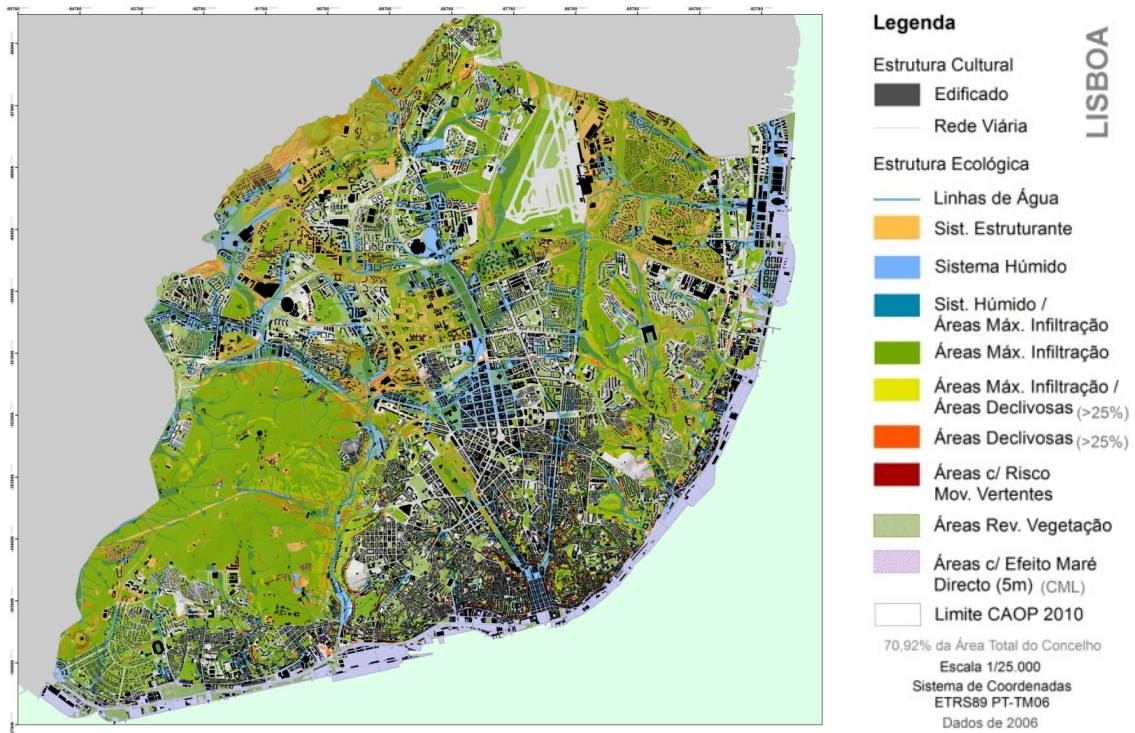 Legenda
LISBOA
Estrutura Cultural
Edificado
Rede Viária
Estrutura Ecológica
Linhas de Água
Sist. Estruturante
Sistema Húmido
Sist. Húmido /
Áreas Máx. Infiltração
Áreas Máx. Infiltração
Áreas Máx. Infiltração /
Áreas Declivosas (>25%)
Áreas Declivosas (>25%)
Áreas c/ Risco
Mov. Vertentes
Áreas Rev. Vegetação
Áreas c/ Efeito Maré
Directo (5m) (CML)
Limite CAOP 2010
70,92% da Área Total do Concelho
Escala 1/25.000
Sistema de Coordenadas
ETRS89 PT-TM06
Dados de 2006